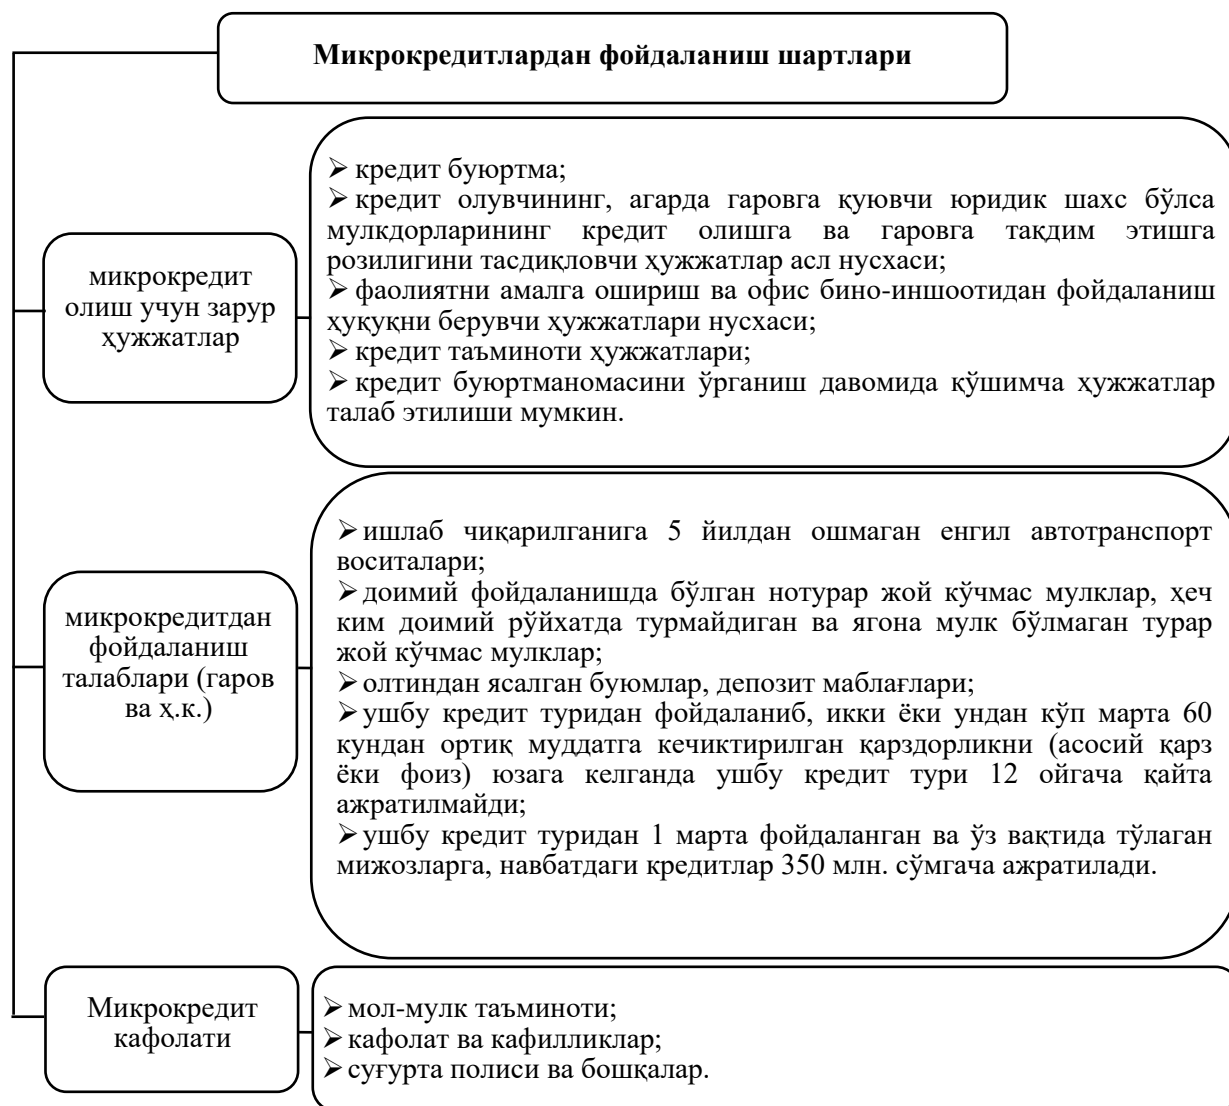 Микрокредитлардан фойдаланиш шартлари
микрокредит
олиш учун зарур
ҳужжатлар
➢ кредит буюртма;
➢ кредит олувчининг, агарда гаровга қуювчи юридик шахс бўлса
мулкдорларининг кредит олишга ва гаровга тақдим этишга
розилигини тасдиқловчи ҳужжатлар асл нусхаси;
➢ фаолиятни амалга ошириш ва офис бино-иншоотидан фойдаланиш
ҳуқуқни берувчи ҳужжатлари нусхаси;
➢ кредит таъминоти ҳужжатлари;
➢ кредит буюртманомасини ўрганиш давомида қўшимча ҳужжатлар
талаб этилиши мумкин.
микрокредитдан
фойдаланиш
талаблари (гаров
ва ҳ.к.)
➢ ишлаб чиқарилганига 5 йилдан ошмаган енгил автотранспорт
воситалари;
➢ доимий фойдаланишда бўлган нотурар жой кўчмас мулклар, ҳеч
ким доимий рўйхатда турмайдиган ва ягона мулк бўлмаган турар
жой кўчмас мулклар;
➢ олтиндан ясалган буюмлар, депозит маблағлари;
➢ ушбу кредит туридан фойдаланиб, икки ёки ундан кўп марта 60
кундан ортиқ муддатга кечиктирилган қарздорликни (асосий қарз
ёки фоиз) юзага келганда ушбу кредит тури 12 ойгача қайта
ажратилмайди;
➢ ушбу кредит туридан 1 марта фойдаланган ва ўз вақтида тўлаган
мижозларга, навбатдаги кредитлар 350 млн. сўмгача ажратилади.
Микрокредит
кафолати
➢ мол-мулк таъминоти;
➢ кафолат ва кафилликлар;
➢ суғурта полиси ва бошқалар.